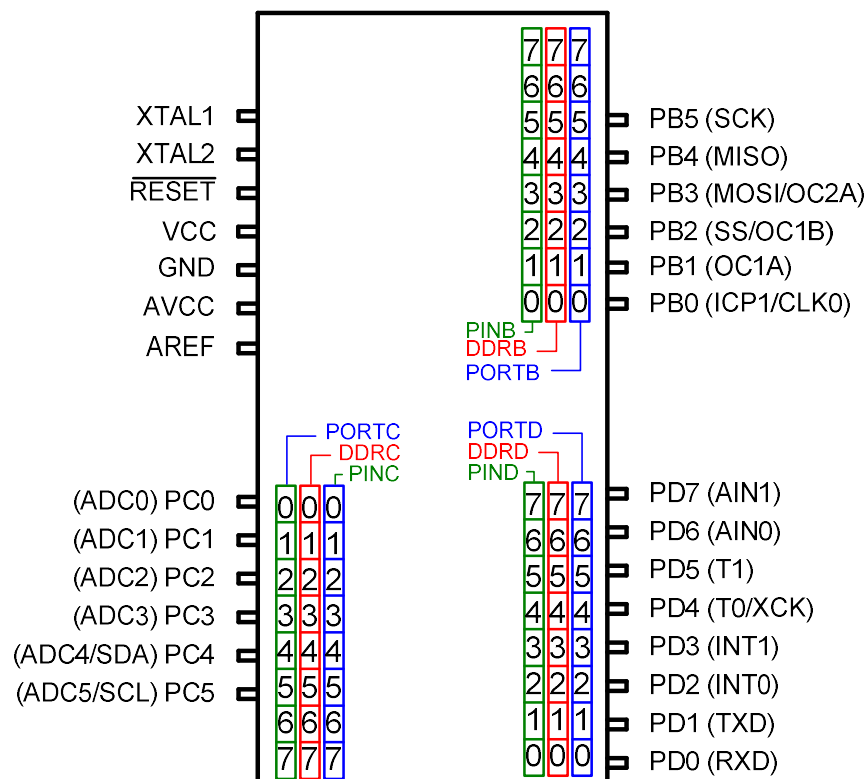 XTAL1
XTAL2
RESET
VCC
GND
AVCC
AREF
7 7 7
6 6 6
5 5 5 PB5 (SCK)
4 4 4 PB4 (MISO)
3 3 3 PB3 (MOSI/OC2A)
2 2 2 PB2 (SS/OC1B)
1 1 1 PB1 (OC1A)
0 0 0 PB0 (ICP1/CLK0)
PINB
DDRB
PORTB
PORTC
DDRC
PINC
(ADC0) PC0 0 0 0
(ADC1) PC1 1 1 1
(ADC2) PC2 2 2 2
(ADC3) PC3 3 3 3
(ADC4/SDA) PC4 4 4 4
(ADC5/SCL) PC5 5 5 5
6 6 6
7 7 7
PORTD
DDRD
PIND
7 7 7 PD7 (AIN1)
6 6 6 PD6 (AIN0)
5 5 5 PD5 (T1)
4 4 4 PD4 (T0/XCK)
3 3 3 PD3 (INT1)
2 2 2 PD2 (INT0)
1 1 1 PD1 (TXD)
0 0 0 PD0 (RXD)